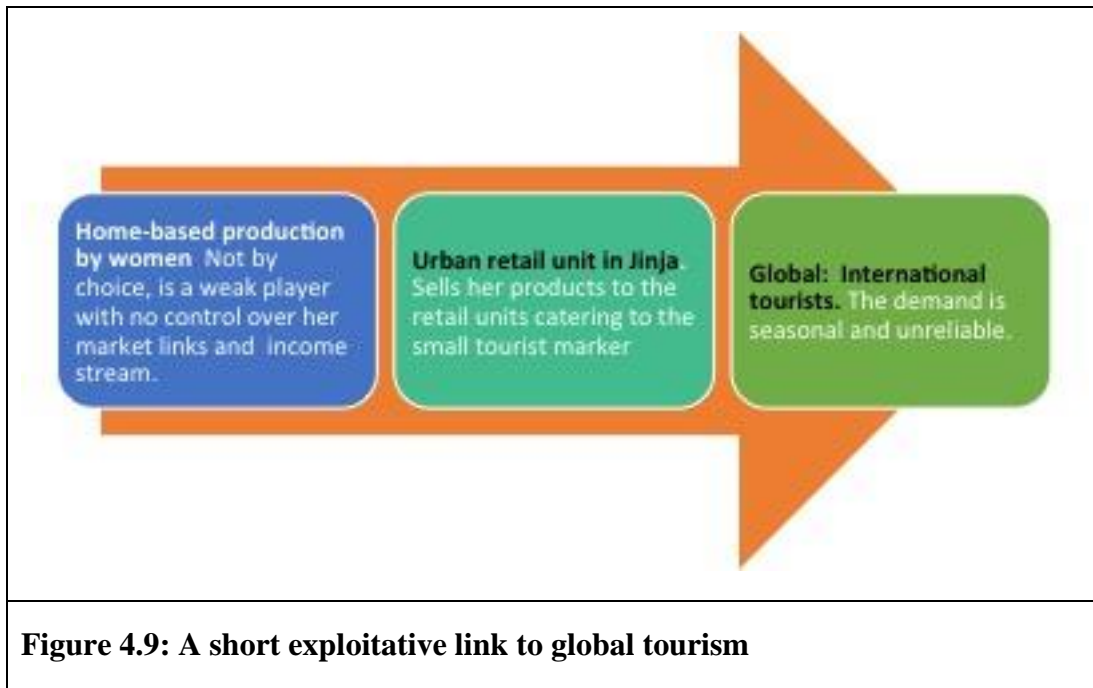 Home-based production
by women Not by
choice, is a weak player
with no control over her
market links and income
stream.
Urban retail unit in Jinja.
Sells her products to the
retail units catering to the
small tourist marker
Global: International
tourists. The demand is
seasonal and unreliable.
Figure 4.9: A short exploitative link to global tourism